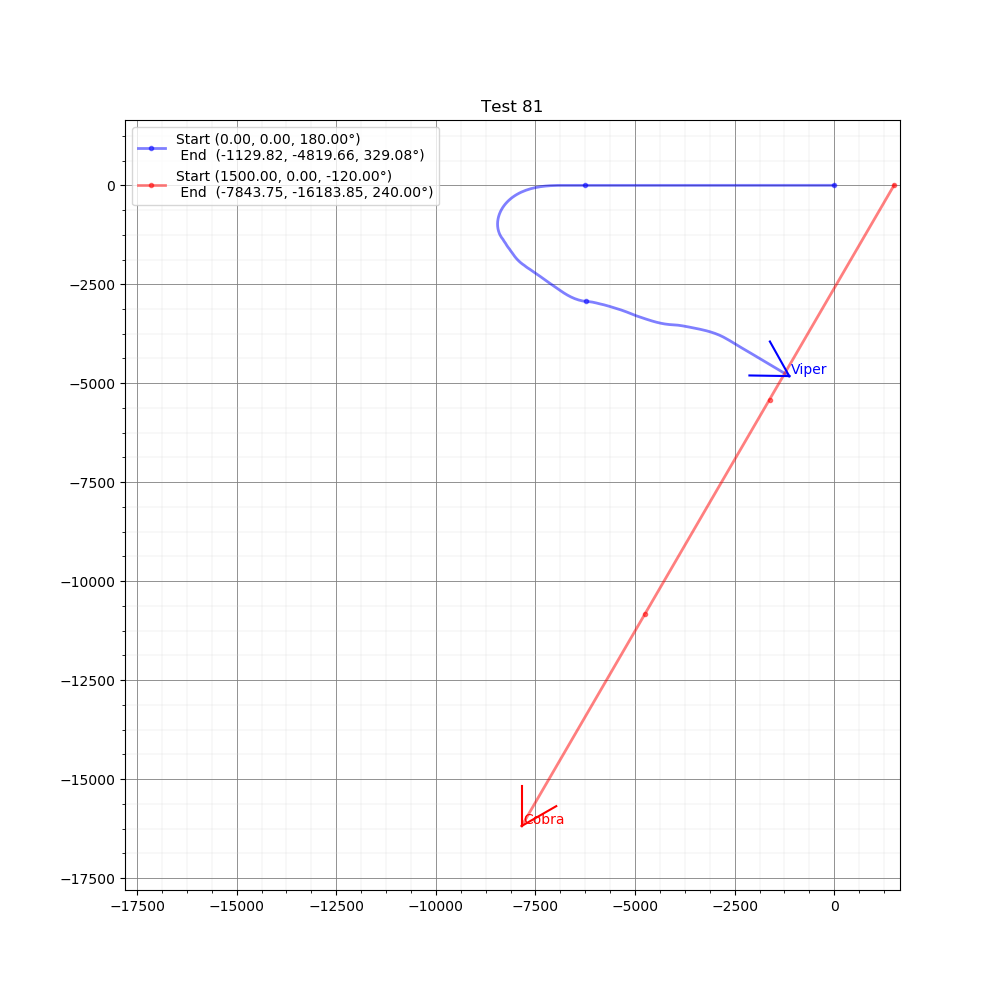 Test 81
Start (0.00, 0.00, 180.00°)
End (-1129.82, -4819.66, 329.08°)
Start (1500.00, 0.00, -120.00°)
End (-7843.75, -16183.85, 240.00°)
0
−2500
−5000
−7500
−10000
−12500
−15000
−17500
Viper
Cobra
−17500 −15000 −12500 −10000 −7500 −5000 −2500 0